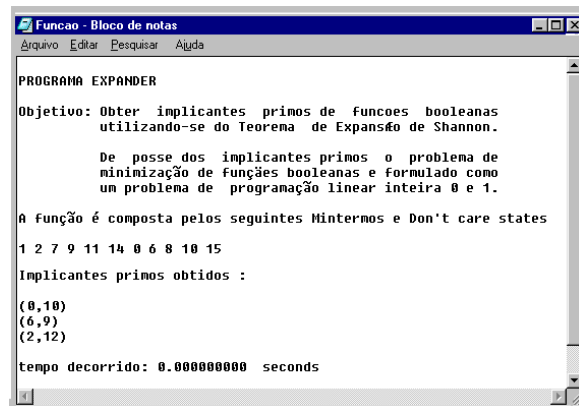 Funcao - Bloco de notas
Arquivo Editar Pesquisar Ajuda
PROGRAMA EXPANDER
Objetivo: Obter implicantes primos de funcoes booleanas
utilizando-se do Teorema de ExpansÆo de Shannon.
De posse dos implicantes primos o problema de
minimização de funçäes booleanas e formulado como
um problema de programação linear inteira 0 e 1.
A função é composta pelos seguintes Mintermos e Don't care states
1 2 7 9 11 14 0 6 8 10 15
Implicantes primos obtidos :
(0,10)
(6,9)
(2,12)
tempo decorrido: 0.000000000 seconds